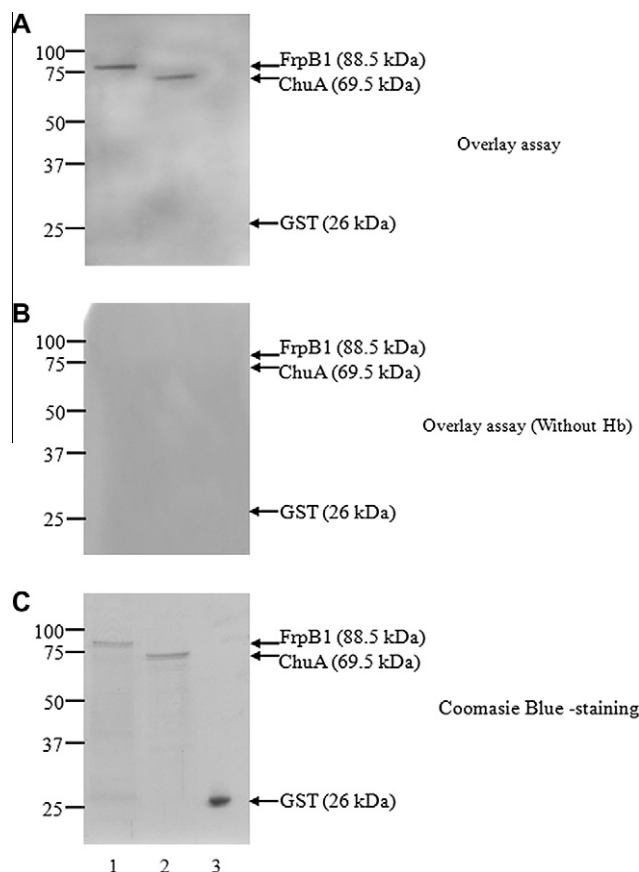 A
100
75
50
37
25
FrpB1 (88.5 kDa)
ChuA (69.5 kDa)
GST (26 kDa)
Overlay assay
B
100
75
50
37
25
FrpB1 (88.5 kDa)
ChuA (69.5 kDa)
GST (26 kDa)
Overlay assay (Without Hb)
C
100
75
50
37
25
FrpB1 (88.5 kDa)
ChuA (69.5 kDa)
GST (26 kDa)
Coomasie Blue -staining
1 2 3